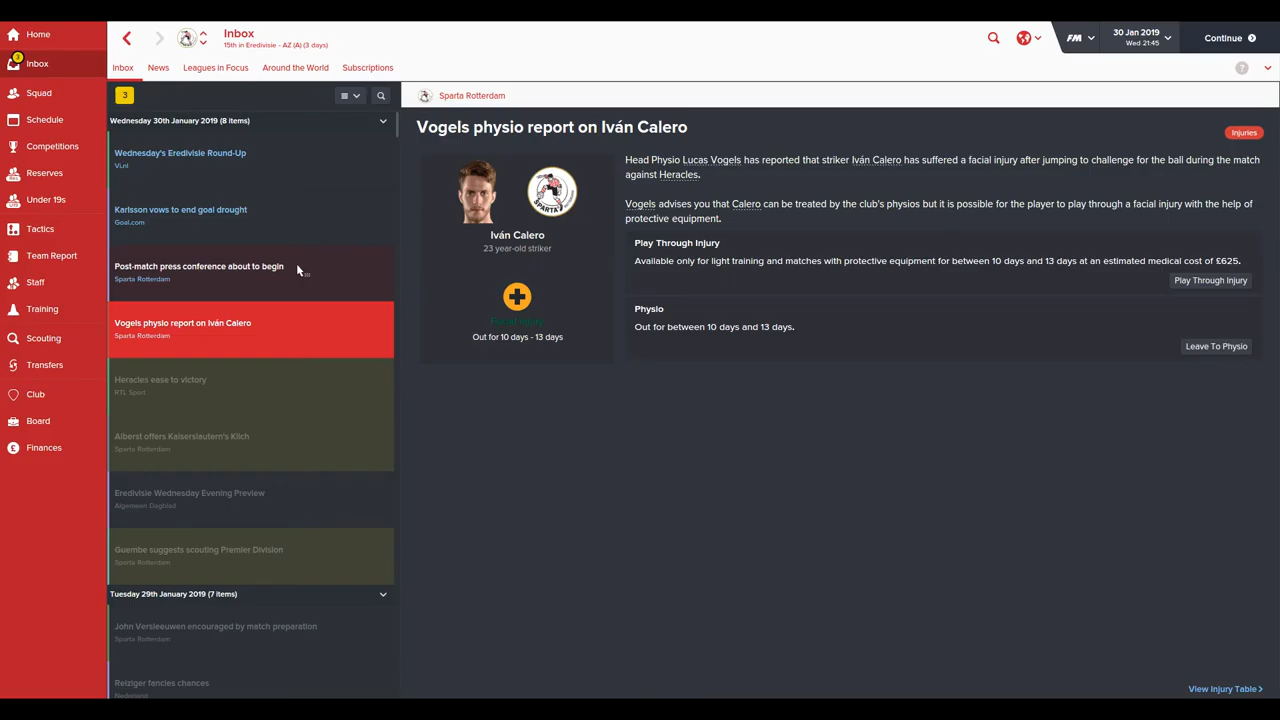 Home
Inbox
3
Squad
Schedule
Competitions
Reserves
Under 19s
Tactics
Team Report
Staff
Training
Scouting
Transfers
Club
Board
Finances
Inbox
15th in Eredivisie - AZ (A) (3 days)
FM
30 Jan 2019
Wed 21:45
Continue
Inbox
News
Leagues in Focus
Around the World
Subscriptions
?
3
Wednesday 30th January 2019 (8 items)
Wednesday's Eredivisie Round-Up
Vi.nl
Karlsson vows to end goal drought
Goal.com
Post-match press conference about to begin
Sparta Rotterdam
Vogels physio report on Iván Calero
Sparta Rotterdam
Heracles ease to victory
RTL Sport
Alberst offers Kaiserslautern's Kilch
Sparta Rotterdam
Eredivisie Wednesday Evening Preview
Algemeen Dagblad
Guembe suggests scouting Premier Division
Sparta Rotterdam
Tuesday 29th January 2019 (7 items)
John Versleeuwen encouraged by match preparation
Sparta Rotterdam
Reiziger fancies chances
Nederland
Sparta Rotterdam
Vogels physio report on Iván Calero
Injuries
SPARTA
Iván Calero
23 year-old striker
Facial Injury
Out for 10 days - 13 days
Head Physio Lucas Vogels has reported that striker Iván Calero has suffered a facial injury after jumping to challenge for the ball during the match
against Heracles.
Vogels advises you that Calero can be treated by the club's physios but it is possible for the player to play through a facial injury with the help of
protective equipment.
Play Through Injury
Available only for light training and matches with protective equipment for between 10 days and 13 days at an estimated medical cost of £625.
Play Through Injury
Physio
Out for between 10 days and 13 days.
Leave To Physio
View Injury Table >